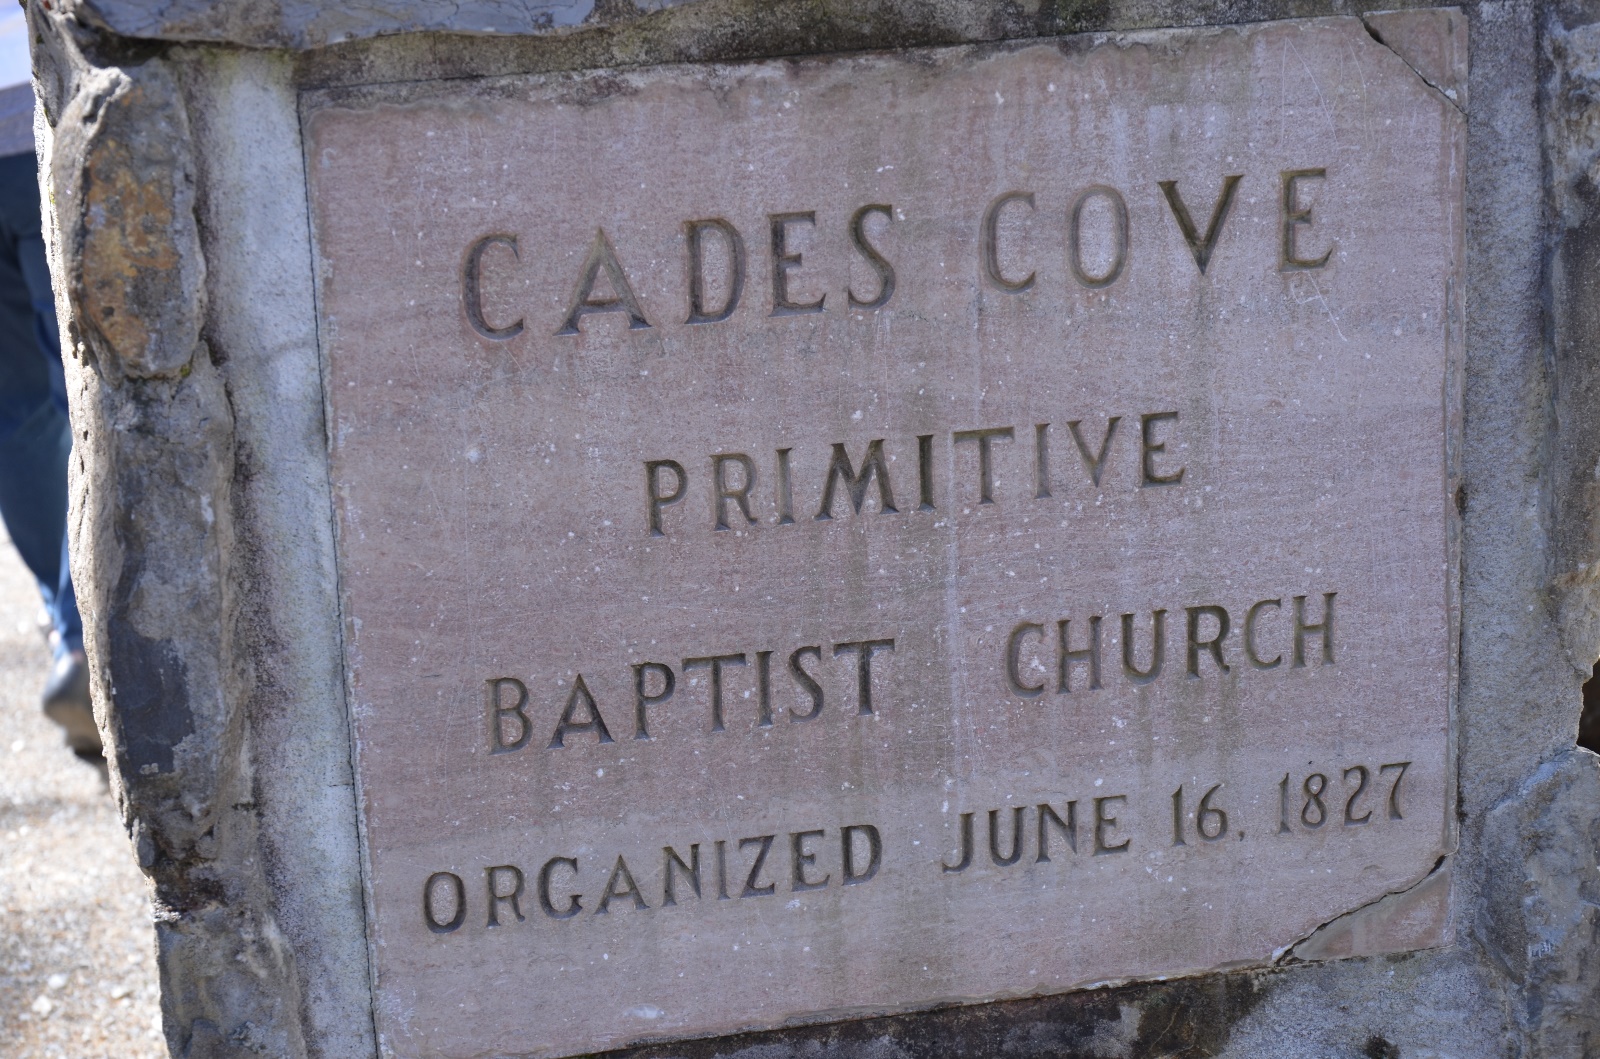 CADES COVE
PRIMITIVE
BAPTIST CHURCH
ORGANIZED JUNE 16, 1827